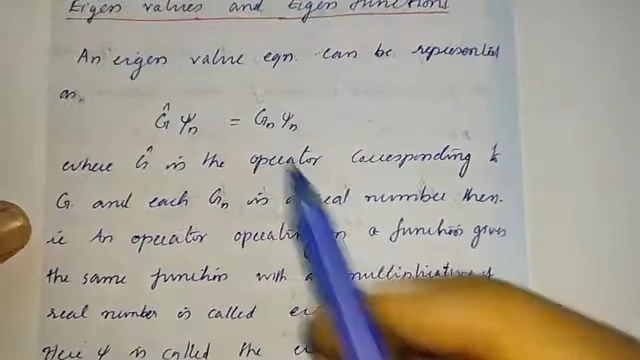 Eigen values and Eigen functions
An eigen value eqn. can be represented
as,
Ĝ ψn = Gn ψn
where Ĝ is the operator corresponding to
G and each Gn is a real number then.
ie An operator operating on a function gives
the same function with a multiplicative of
real number is called
Here ψ is called the